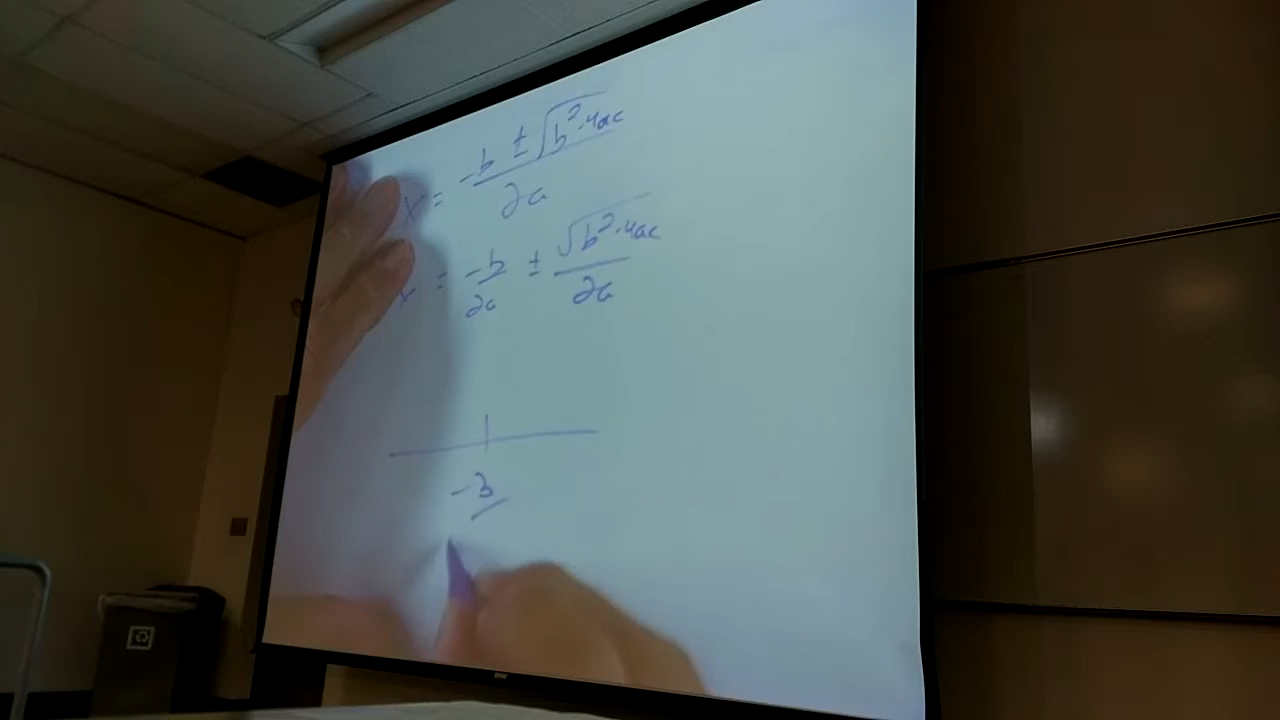 x = -b ± √b²-4ac / 2a
x = -b/2a ± √b²-4ac / 2a
-3